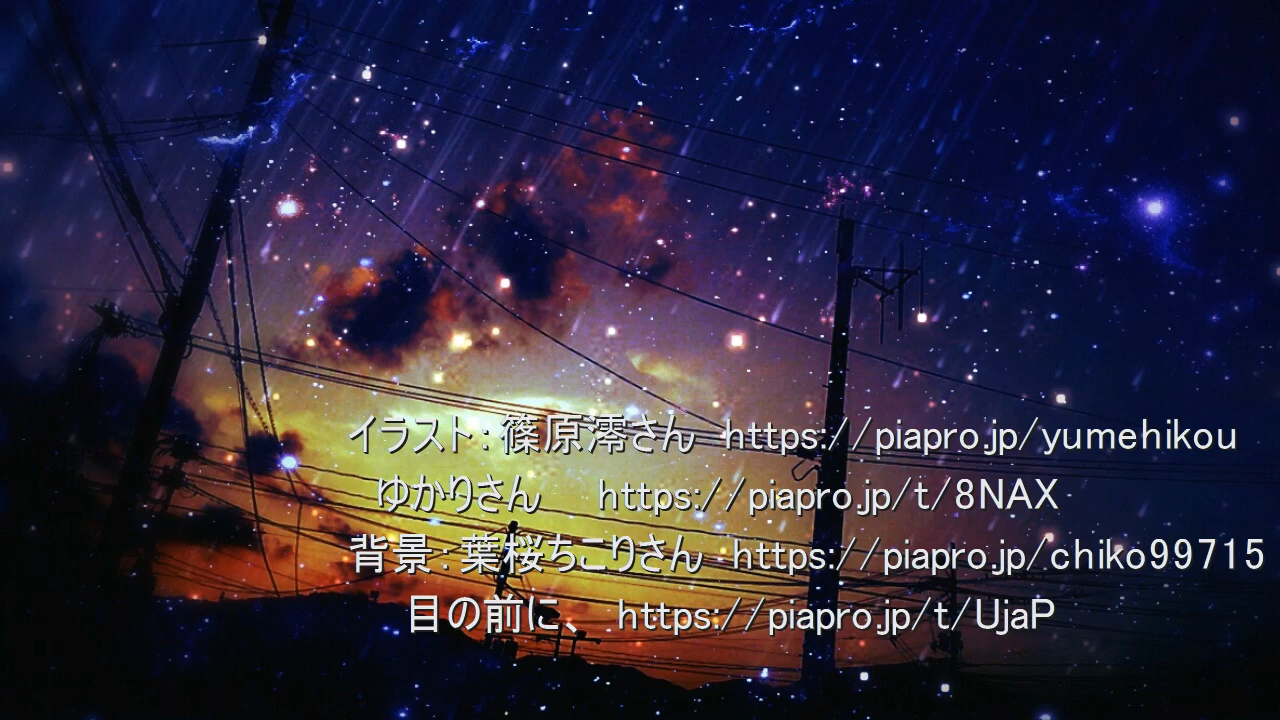 イラスト：篠原澪さん https://piapro.jp/yumehikou
ゆかりさん https://piapro.jp/t/8NAX
背景：葉桜ちこりさん https://piapro.jp/chiko99715
目の前に、 https://piapro.jp/t/UjaP